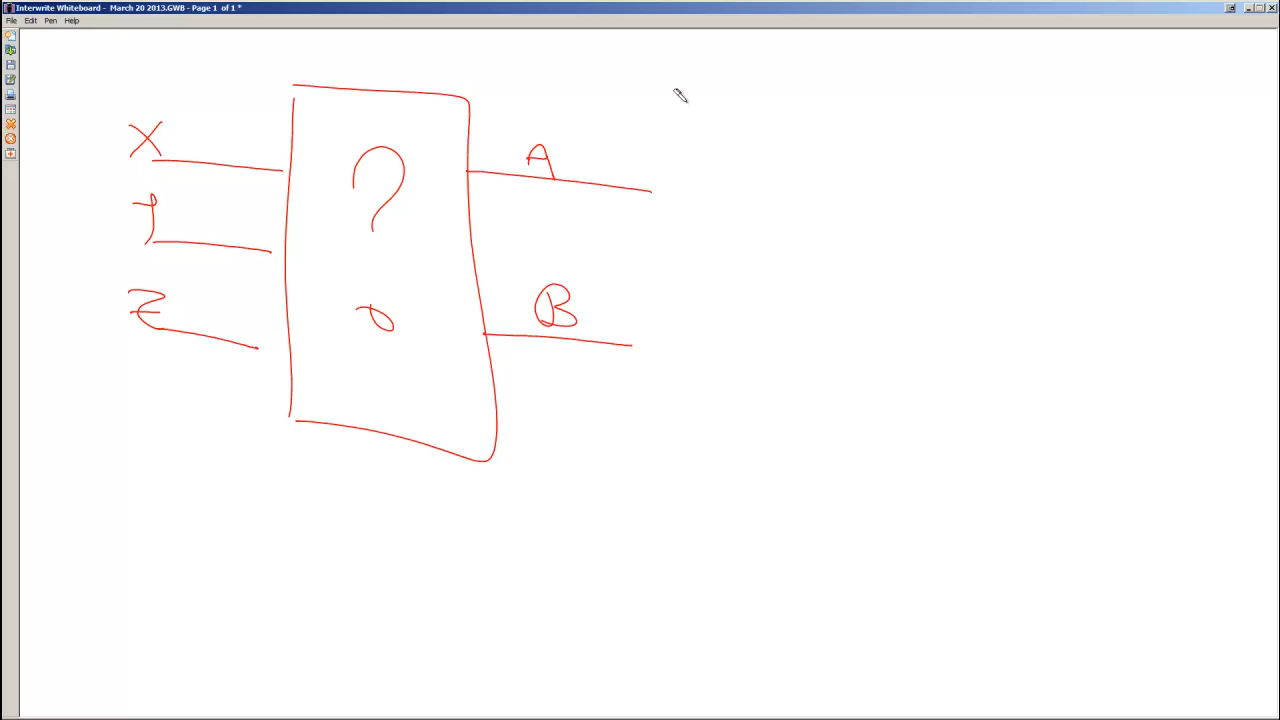 Interwrite Whiteboard - March 20 2013.GWB - Page 1 of 1 *
File Edit Pen Help
X
Y
Z
?
A
B